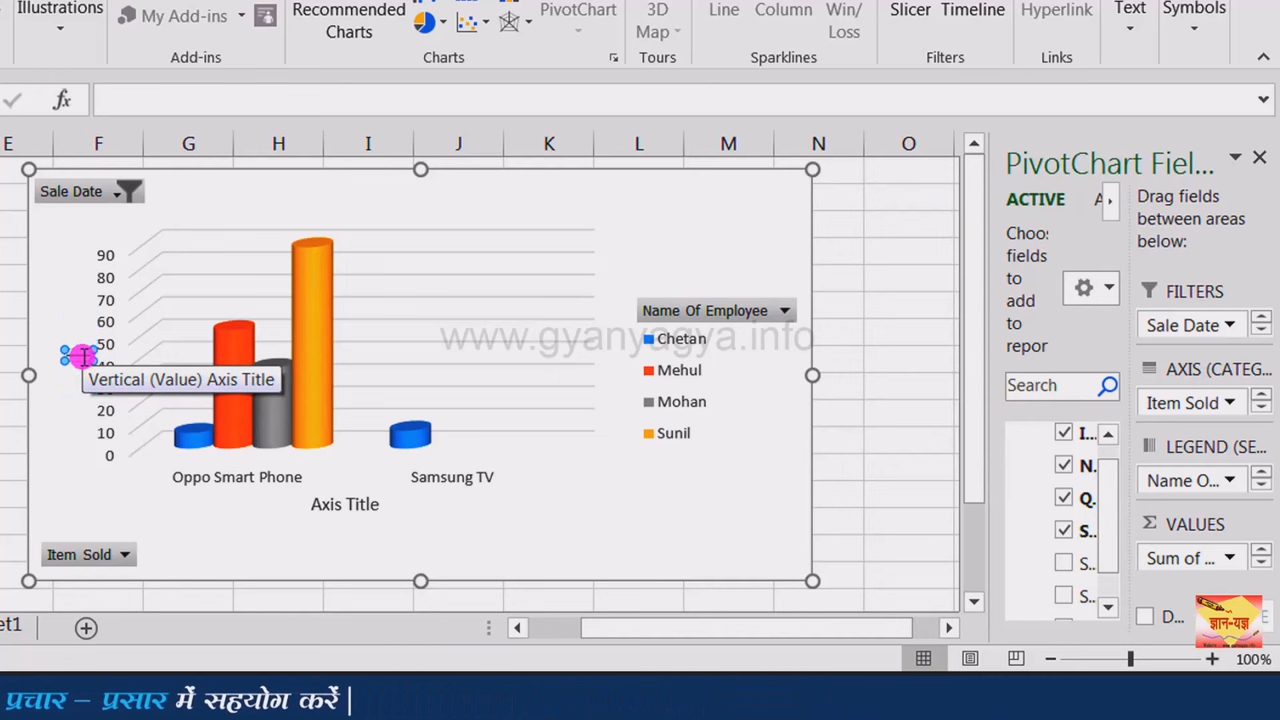 Illustrations
My Add-ins
Add-ins
Recommended
Charts
Charts
PivotChart
3D
Map
Tours
Line
Column
Win/
Loss
Sparklines
Slicer
Timeline
Filters
Hyperlink
Links
Text
Symbols
fx
E F G H I J K L M N O
Sale Date
90
80
70
60
50
20
10
0
Vertical (Value) Axis Title
Oppo Smart Phone
Samsung TV
Axis Title
Item Sold
Name Of Employee
Chetan
Mehul
Mohan
Sunil
www.gyanyagya.info
PivotChart Fiel...
ACTIVE
Choos
fields
to
add
to
repor
Search
I...
N.
Q.
S..
S...
S...
Drag fields
between areas
below:
FILTERS
Sale Date
AXIS (CATEG...
Item Sold
LEGEND (SE...
Name O...
VALUES
Sum of ...
D...
ज्ञान-यज्ञ
et1
100%
प्रचार – प्रसार में सहयोग करें |